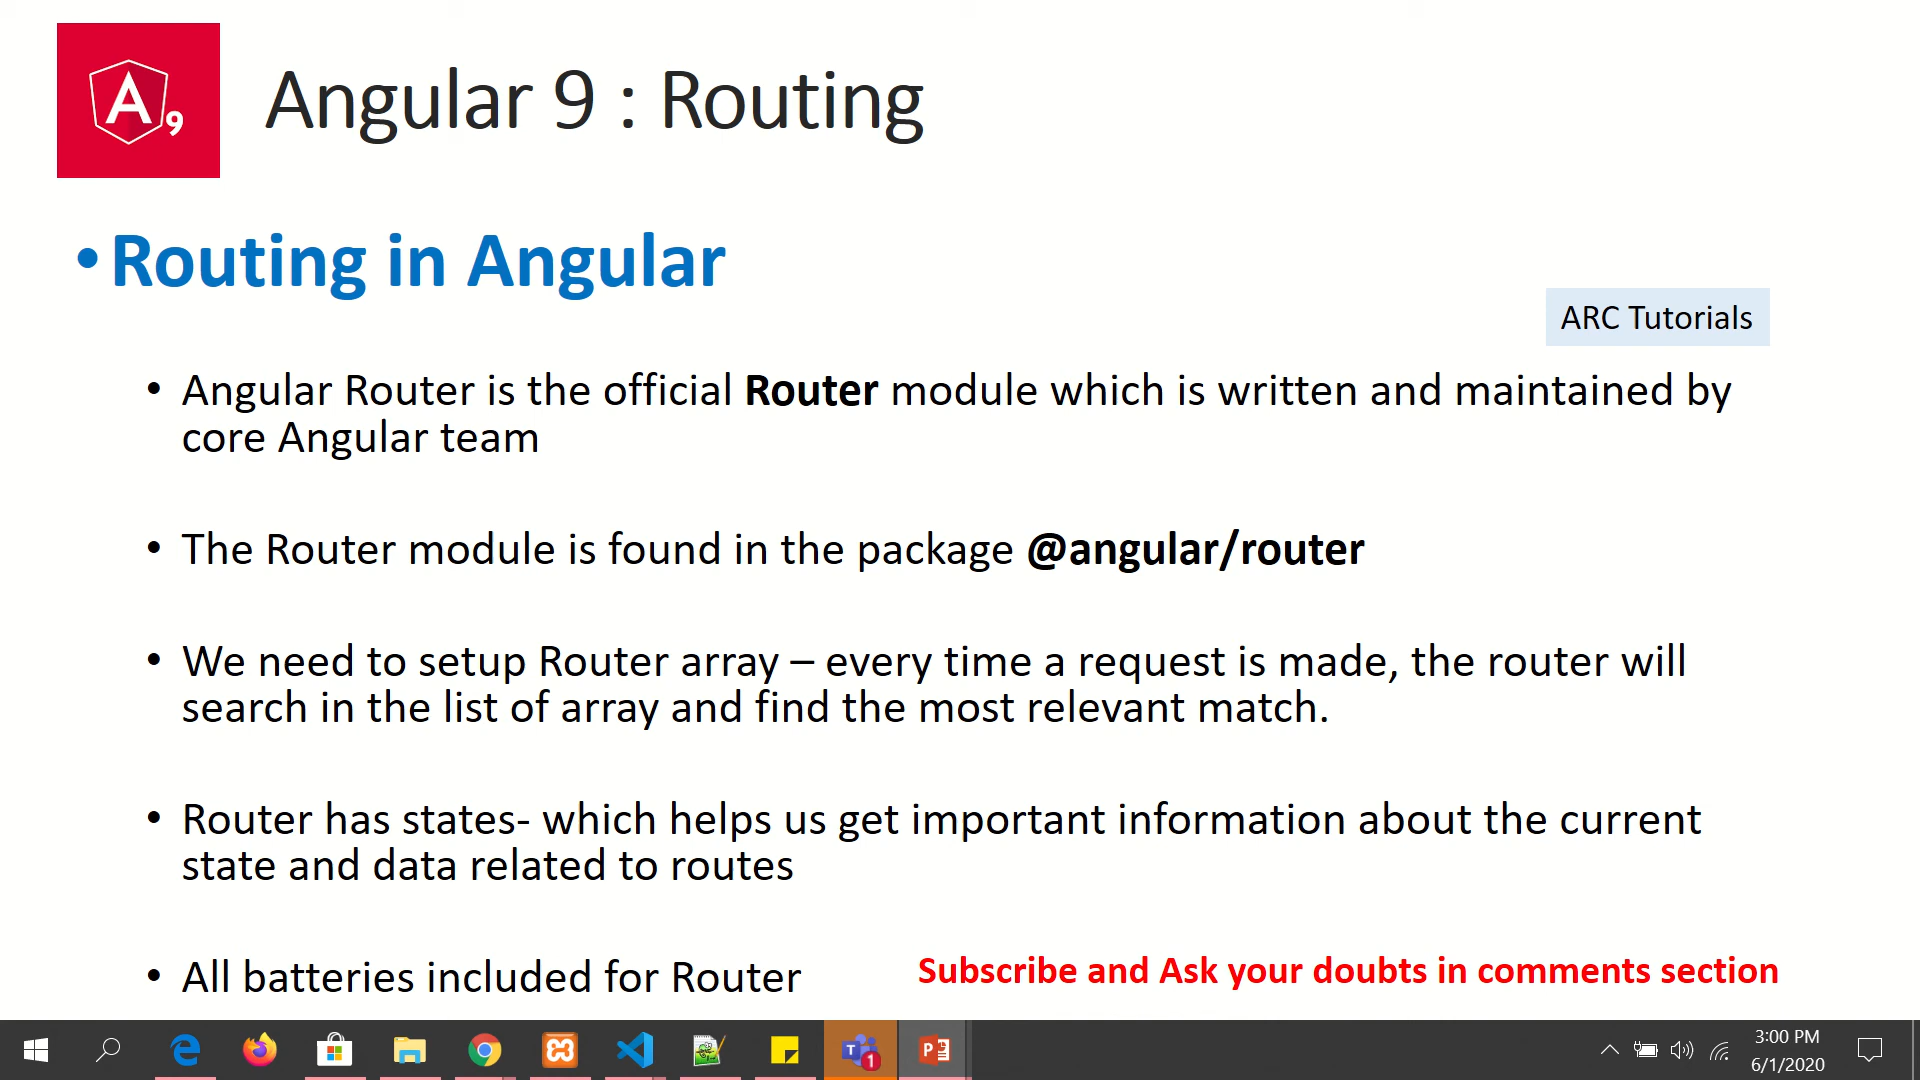 A9
Angular 9 : Routing
• Routing in Angular
ARC Tutorials
• Angular Router is the official Router module which is written and maintained by
core Angular team
• The Router module is found in the package @angular/router
• We need to setup Router array – every time a request is made, the router will
search in the list of array and find the most relevant match.
• Router has states- which helps us get important information about the current
state and data related to routes
• All batteries included for Router
Subscribe and Ask your doubts in comments section
T 1
P
3:00 PM
6/1/2020